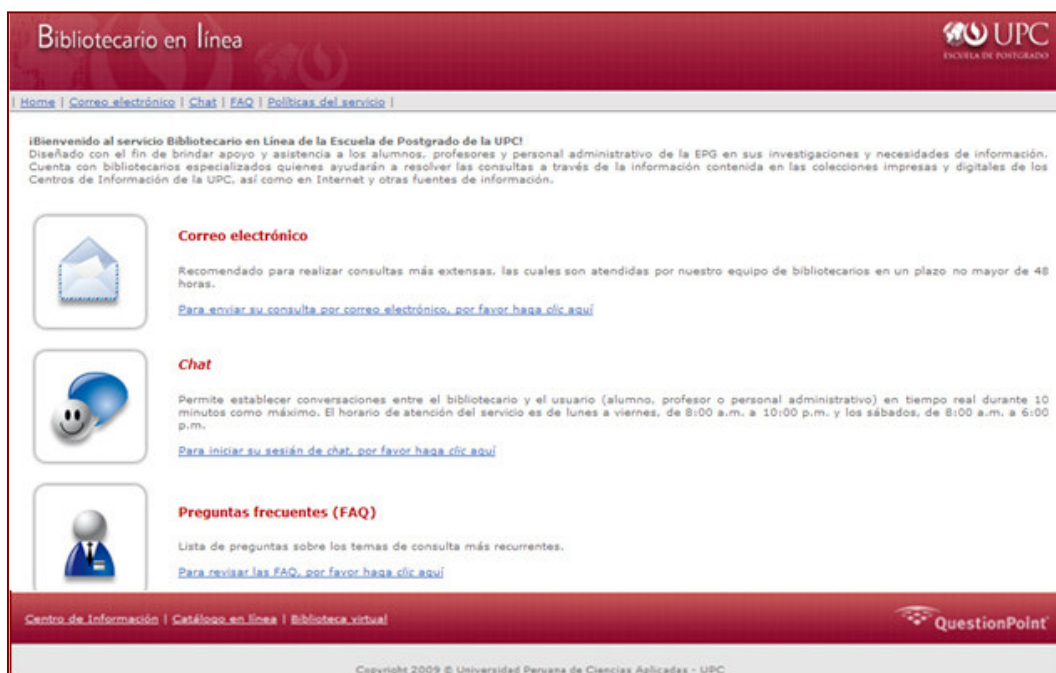 Bibliotecario en línea
UPC
ESCUELA DE POSTGRADO
| Home | Correo electrónico | Chat | FAQ | Políticas del servicio |
¡Bienvenido al servicio Bibliotecario en Línea de la Escuela de Postgrado de la UPC!
Diseñado con el fin de brindar apoyo y asistencia a los alumnos, profesores y personal administrativo de la EPG en sus investigaciones y necesidades de información.
Cuenta con bibliotecarios especializados quienes ayudarán a resolver las consultas a través de la información contenida en las colecciones impresas y digitales de los
Centros de Información de la UPC, así como en Internet y otras fuentes de información.
Correo electrónico
Recomendado para realizar consultas más extensas, las cuales son atendidas por nuestro equipo de bibliotecarios en un plazo no mayor de 48
horas.
Para enviar su consulta por correo electrónico, por favor haga clic aquí
Chat
Permite establecer conversaciones entre el bibliotecario y el usuario (alumno, profesor o personal administrativo) en tiempo real durante 10
minutos como máximo. El horario de atención del servicio es de lunes a viernes, de 8:00 a.m. a 10:00 p.m. y los sábados, de 8:00 a.m. a 6:00
p.m.
Para iniciar su sesión de chat, por favor haga clic aquí
Preguntas frecuentes (FAQ)
Lista de preguntas sobre los temas de consulta más recurrentes.
Para revisar las FAQ, por favor haga clic aquí
Centro de Información | Catálogo en línea | Biblioteca virtual
QuestionPoint
Copyright 2009 © Universidad Peruana de Ciencias Aplicadas - UPC